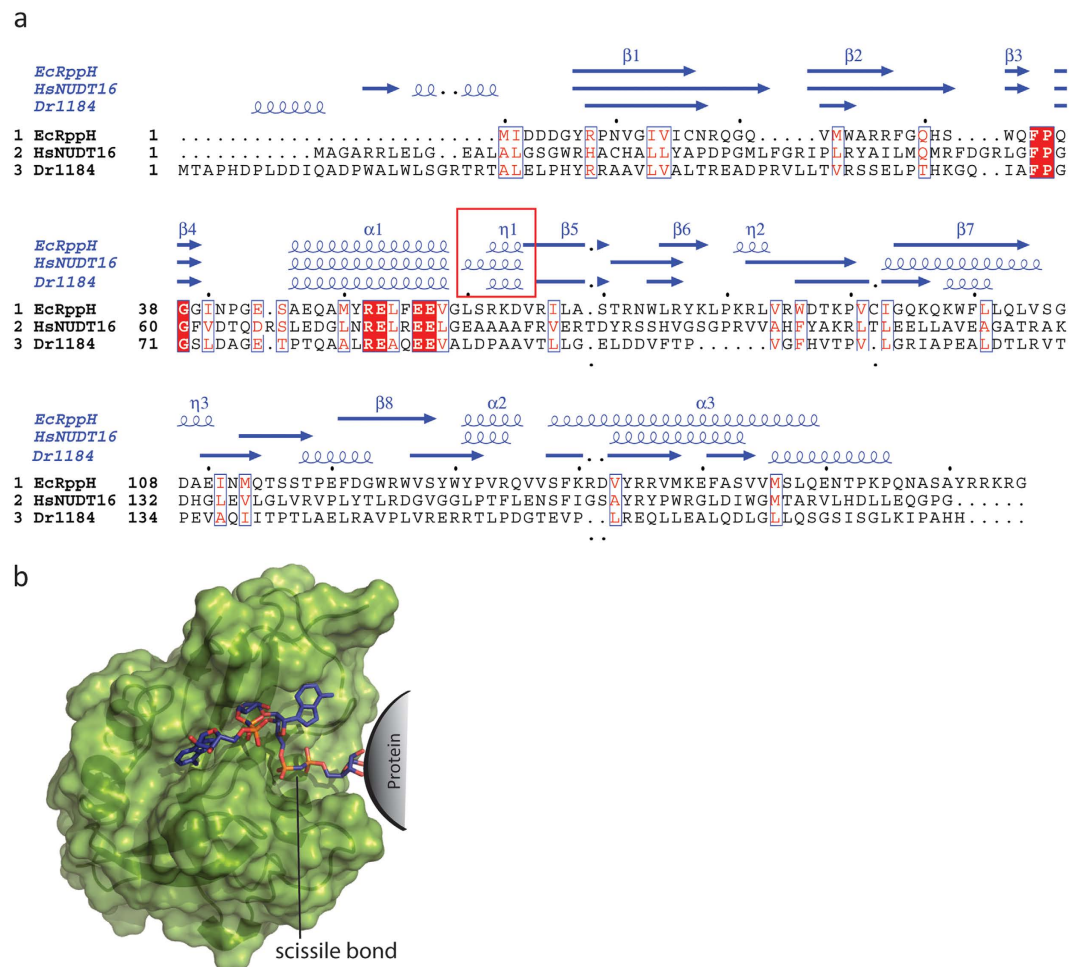 a
β1 β2 β3
EcRppH
HsNUDT16
Dr1184
1 EcRppH 1 ..........................MIDDDGYRPNVGIVICNRQGQ.....VMWARRFGQHS...WQFPQ
2 HsNUDT16 1 ...........MAGARRLELG..EALALGSGWRHACHALLYAPDPGMLFGRIPLRYAILMQMRFDGRLGFPG
3 Dr1184 1 MTAPHDPLDDIQADPWALWLSGRTRTALELPHYRRAAVLVALTREADPRVLLTVRSSELPTHKGQ..IAFPG
β4 α1 η1 β5 β6 η2 β7
EcRppH
HsNUDT16
Dr1184
1 EcRppH 38 GGINPGE.SAEQAMYRELFEEVGLSRKDVRILA.STRNWLRYKLPKRLVRWDTKPVCIGQKQKWFLLQLVSG
2 HsNUDT16 60 GFVDTQDRSLEDGLNRELREELGEAAAAFRVERTDYRSSHVGSGPRVVAHFYAKRLTLEELLAVEAGATRAK
3 Dr1184 71 GSLDAGE.TPTQAALREAQEEVALDPAAVTLLG.ELDDVFTP.....VGFHVTPVL.GRIAPEALDTLRVT
η3 β8 α2 α3
EcRppH
HsNUDT16
Dr1184
1 EcRppH 108 DAEINMQTSSTPEFDGWRWVSYWYPVRQVVSFKRDVYRRVMKEFASVVMSLQENTPKPQNASAYRRKRG
2 HsNUDT16 132 DHGLEVLGLVRVPLYTLRDGVGGLPTFLENSFIGSAYRYPWRGLDIWGMTARVLHDLLEQGPG.....
3 Dr1184 134 PEVAQIITPTLAELRAVPLVRERRTLPDGTEVP..LREQLLEALQDLGLLQSGSISGLKIPAHH.....
b
Protein
scissile bond